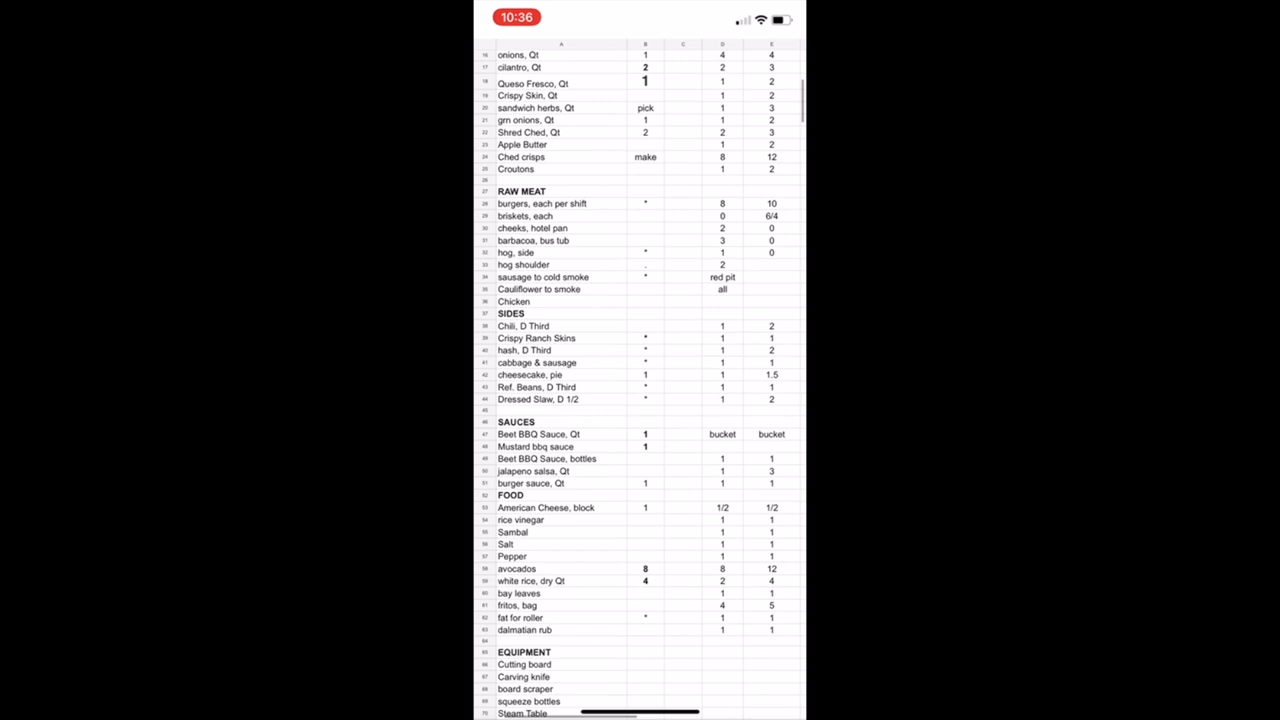 10:36
A B C D E
16 onions, Qt 1 4 4
17 cilantro, Qt 2 2 3
18 Queso Fresco, Qt 1 1 2
19 Crispy Skin, Qt 1 2
20 sandwich herbs, Qt pick 1 3
21 grn onions, Qt 1 1 2
22 Shred Ched, Qt 2 2 3
23 Apple Butter 1 2
24 Ched crisps make 8 12
25 Croutons 1 2
26
27 RAW MEAT
28 burgers, each per shift * 8 10
29 briskets, each 0 6/4
30 cheeks, hotel pan 2 0
31 barbacoa, bus tub 3 0
32 hog, side * 1 0
33 hog shoulder . 2
34 sausage to cold smoke * red pit
35 Cauliflower to smoke all
36 Chicken
37 SIDES
38 Chili, D Third 1 2
39 Crispy Ranch Skins * 1 1
40 hash, D Third * 1 2
41 cabbage & sausage * 1 1
42 cheesecake, pie 1 1 1.5
43 Ref. Beans, D Third * 1 1
44 Dressed Slaw, D 1/2 * 1 2
45
46 SAUCES
47 Beet BBQ Sauce, Qt 1 bucket bucket
48 Mustard bbq sauce 1
49 Beet BBQ Sauce, bottles 1 1
50 jalapeno salsa, Qt 1 3
51 burger sauce, Qt 1 1 1
52 FOOD
53 American Cheese, block 1 1/2 1/2
54 rice vinegar 1 1
55 Sambal 1 1
56 Salt 1 1
57 Pepper 1 1
58 avocados 8 8 12
59 white rice, dry Qt 4 2 4
60 bay leaves 1 1
61 fritos, bag 4 5
62 fat for roller * 1 1
63 dalmatian rub 1 1
64
65 EQUIPMENT
66 Cutting board
67 Carving knife
68 board scraper
69 squeeze bottles
70 Steam Table